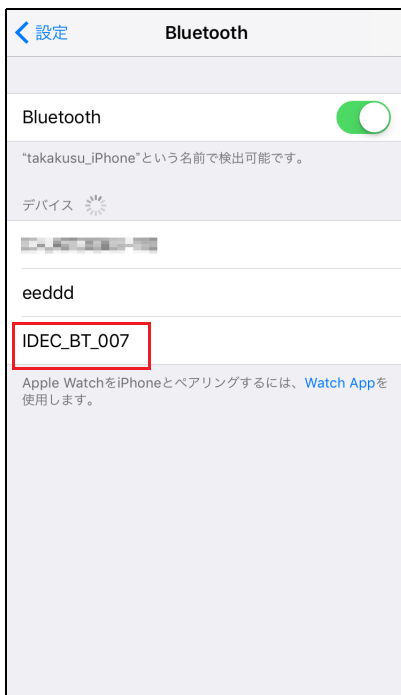 設定
Bluetooth
Bluetooth
“takakusu_iPhone”という名前で検出可能です。
デバイス
eeddd
IDEC_BT_007
Apple WatchをiPhoneとペアリングするには、Watch Appを
使用します。